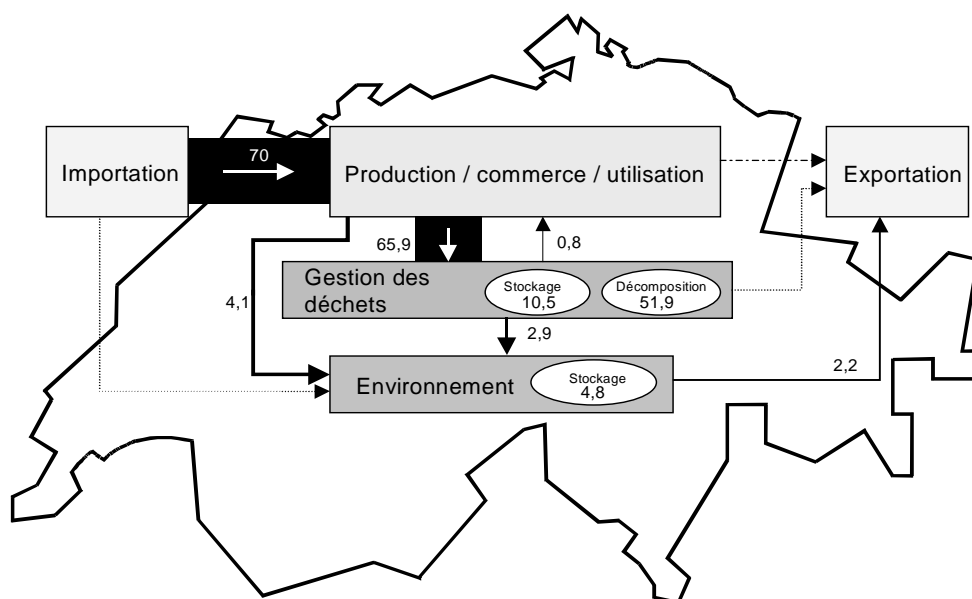 70
Importation
Production / commerce / utilisation
Exportation
65,9
0,8
4,1
Gestion des
déchets
Stockage
10,5
Décomposition
51,9
2,9
Environnement
Stockage
4,8
2,2